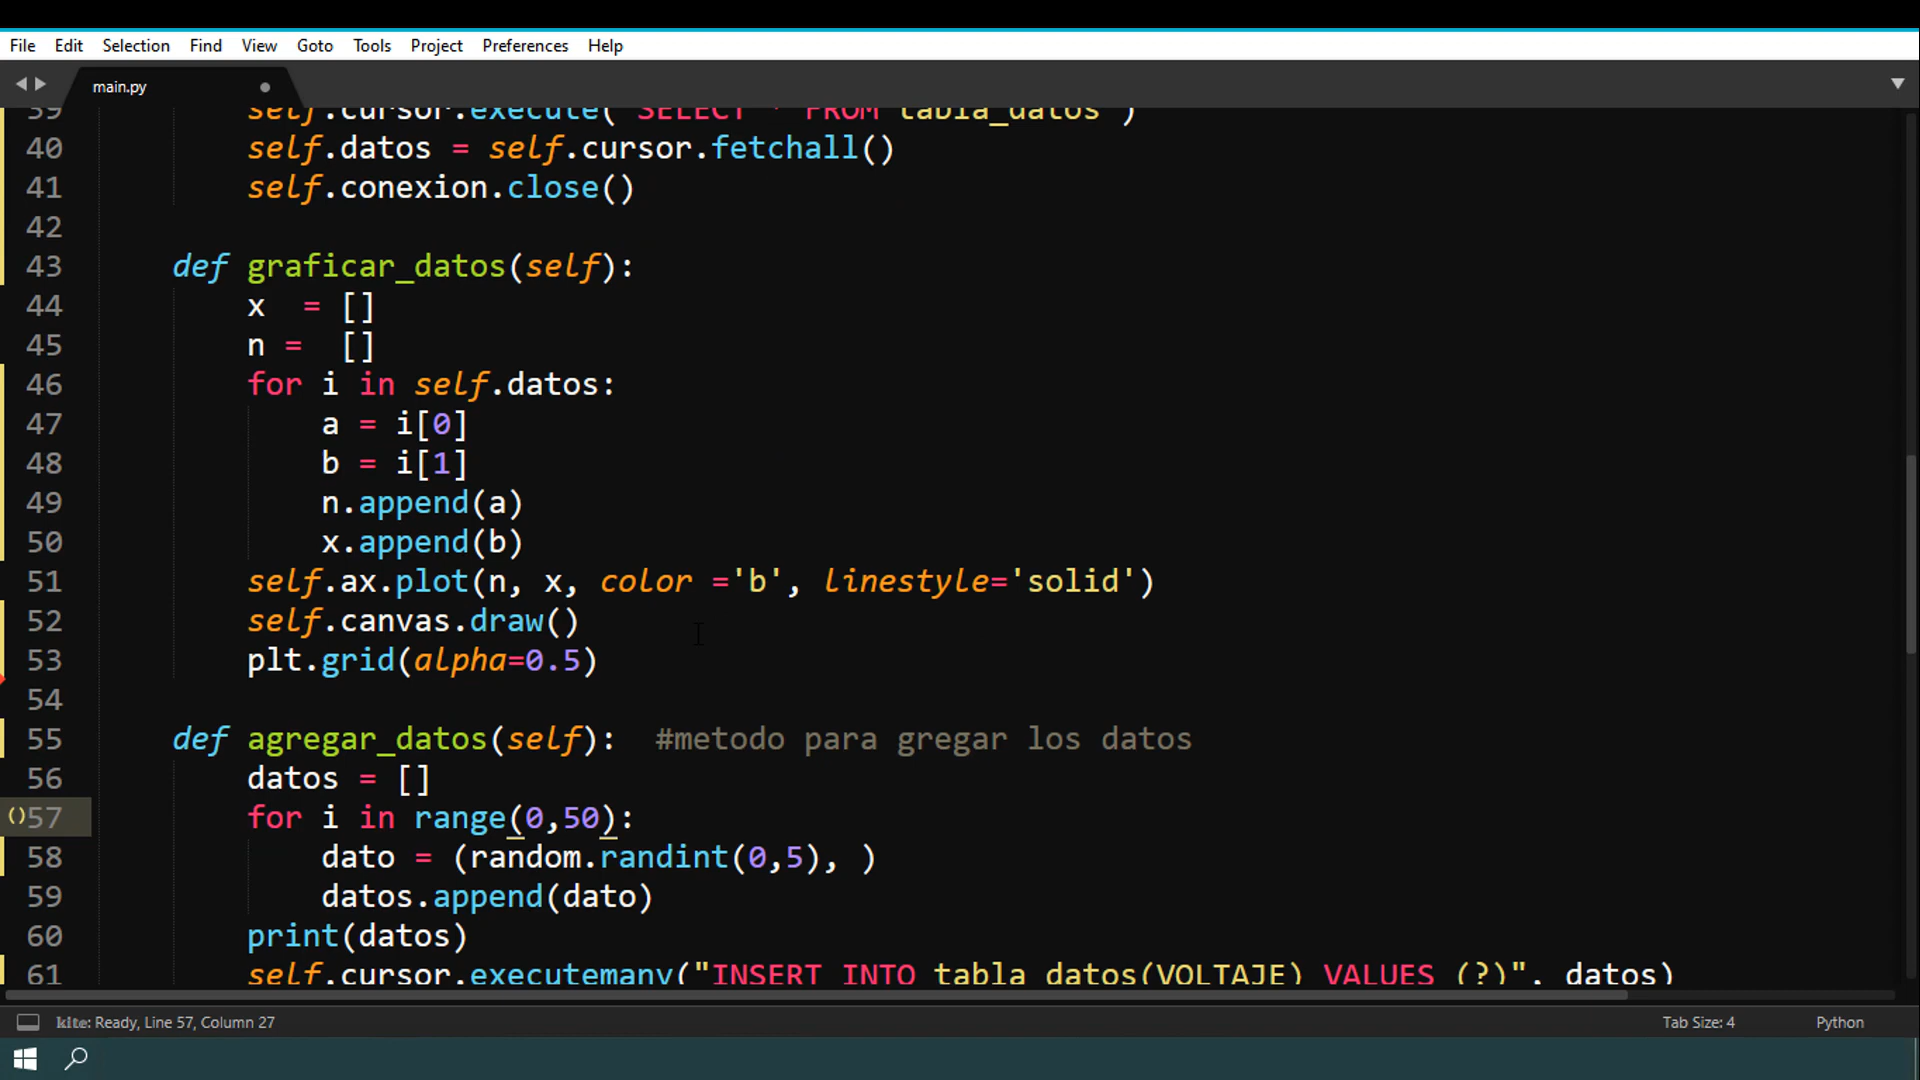 File Edit Selection Find View Goto Tools Project Preferences Help
main.py
39 self.cursor.execute("SELECT * FROM tabla_datos")
40 self.datos = self.cursor.fetchall()
41 self.conexion.close()
42
43 def graficar_datos(self):
44 x  = []
45 n =  []
46 for i in self.datos:
47 a = i[0]
48 b = i[1]
49 n.append(a)
50 x.append(b)
51 self.ax.plot(n, x, color ='b', linestyle='solid')
52 self.canvas.draw()
53 plt.grid(alpha=0.5)
54
55 def agregar_datos(self):  #metodo para gregar los datos
56 datos = []
57 for i in range(0,50):
58 dato = (random.randint(0,5), )
59 datos.append(dato)
60 print(datos)
61 self.cursor.executemany("INSERT INTO tabla_datos(VOLTAJE) VALUES (?)", datos)
kite: Ready, Line 57, Column 27 Tab Size: 4 Python